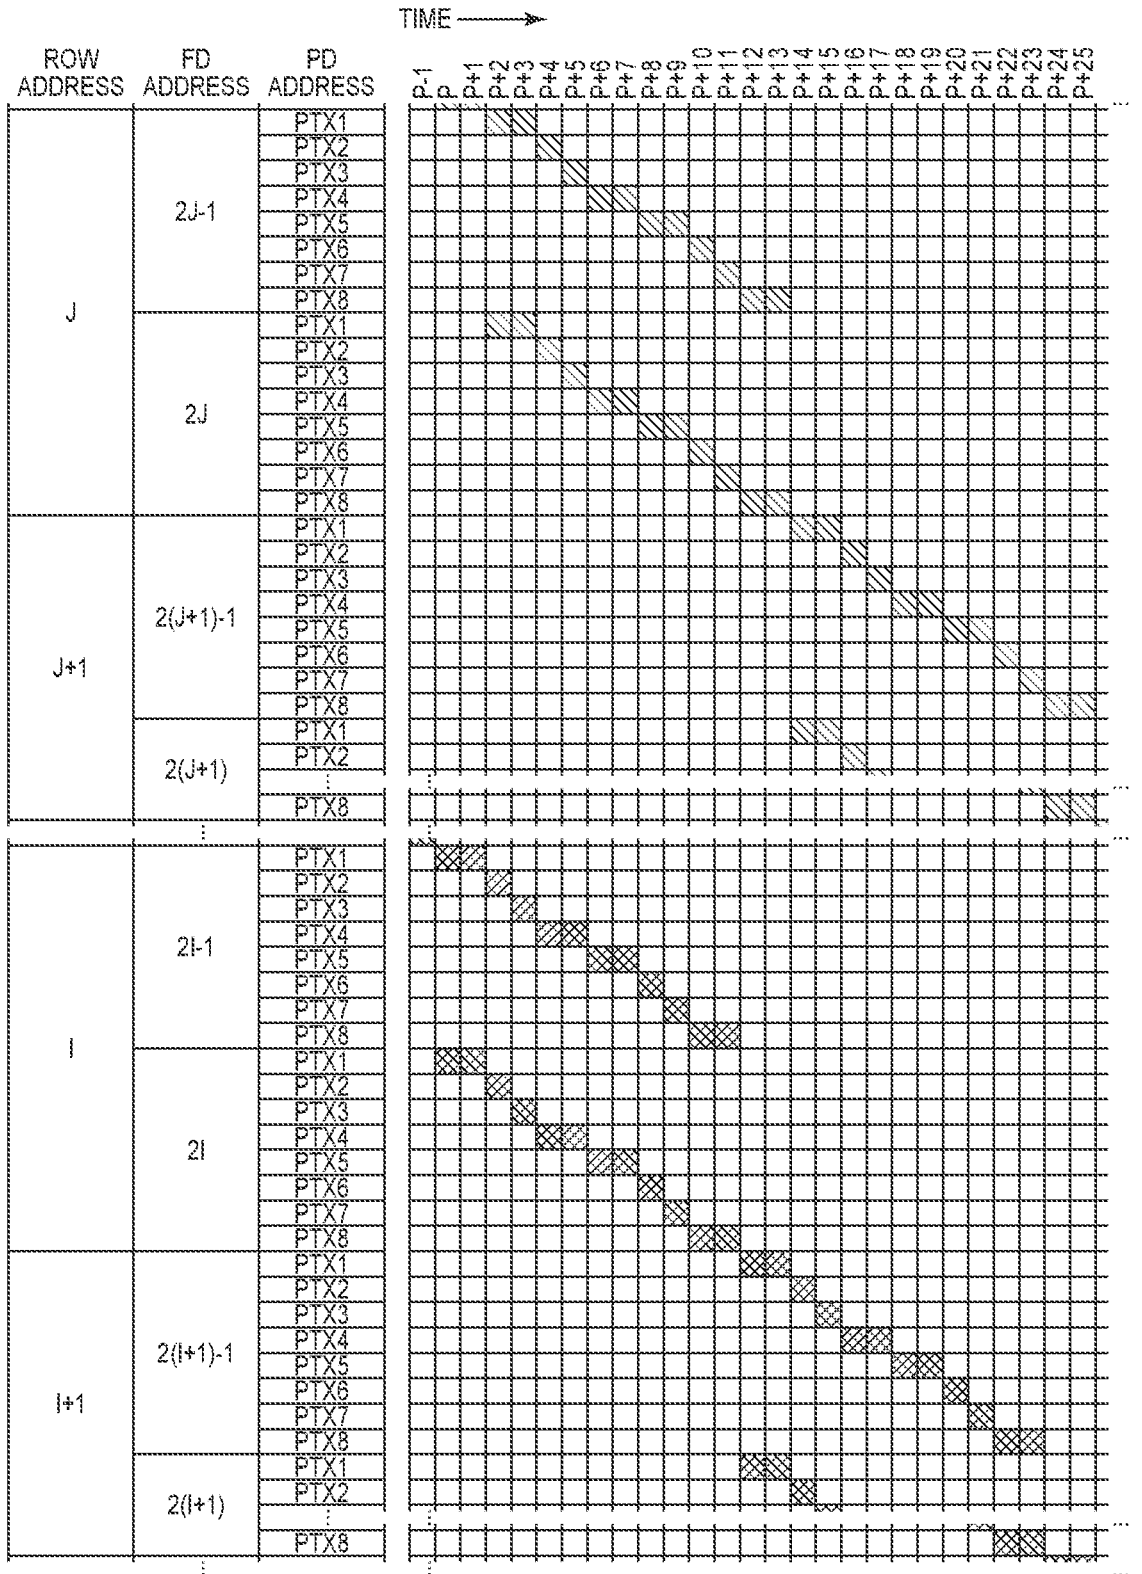 TIME
ROW ADDRESS
FD ADDRESS
PD ADDRESS
P-1
P
P+1
P+2
P+3
P+4
P+5
P+6
P+7
P+8
P+9
P+10
P+11
P+12
P+13
P+14
P+15
P+16
P+17
P+18
P+19
P+20
P+21
P+22
P+23
P+24
P+25
J
2J-1
PTX1
PTX2
PTX3
PTX4
PTX5
PTX6
PTX7
PTX8
2J
PTX1
PTX2
PTX3
PTX4
PTX5
PTX6
PTX7
PTX8
J+1
2(J+1)-1
PTX1
PTX2
PTX3
PTX4
PTX5
PTX6
PTX7
PTX8
2(J+1)
PTX1
PTX2
PTX8
I
2I-1
PTX1
PTX2
PTX3
PTX4
PTX5
PTX6
PTX7
PTX8
2I
PTX1
PTX2
PTX3
PTX4
PTX5
PTX6
PTX7
PTX8
I+1
2(I+1)-1
PTX1
PTX2
PTX3
PTX4
PTX5
PTX6
PTX7
PTX8
2(I+1)
PTX1
PTX2
PTX8